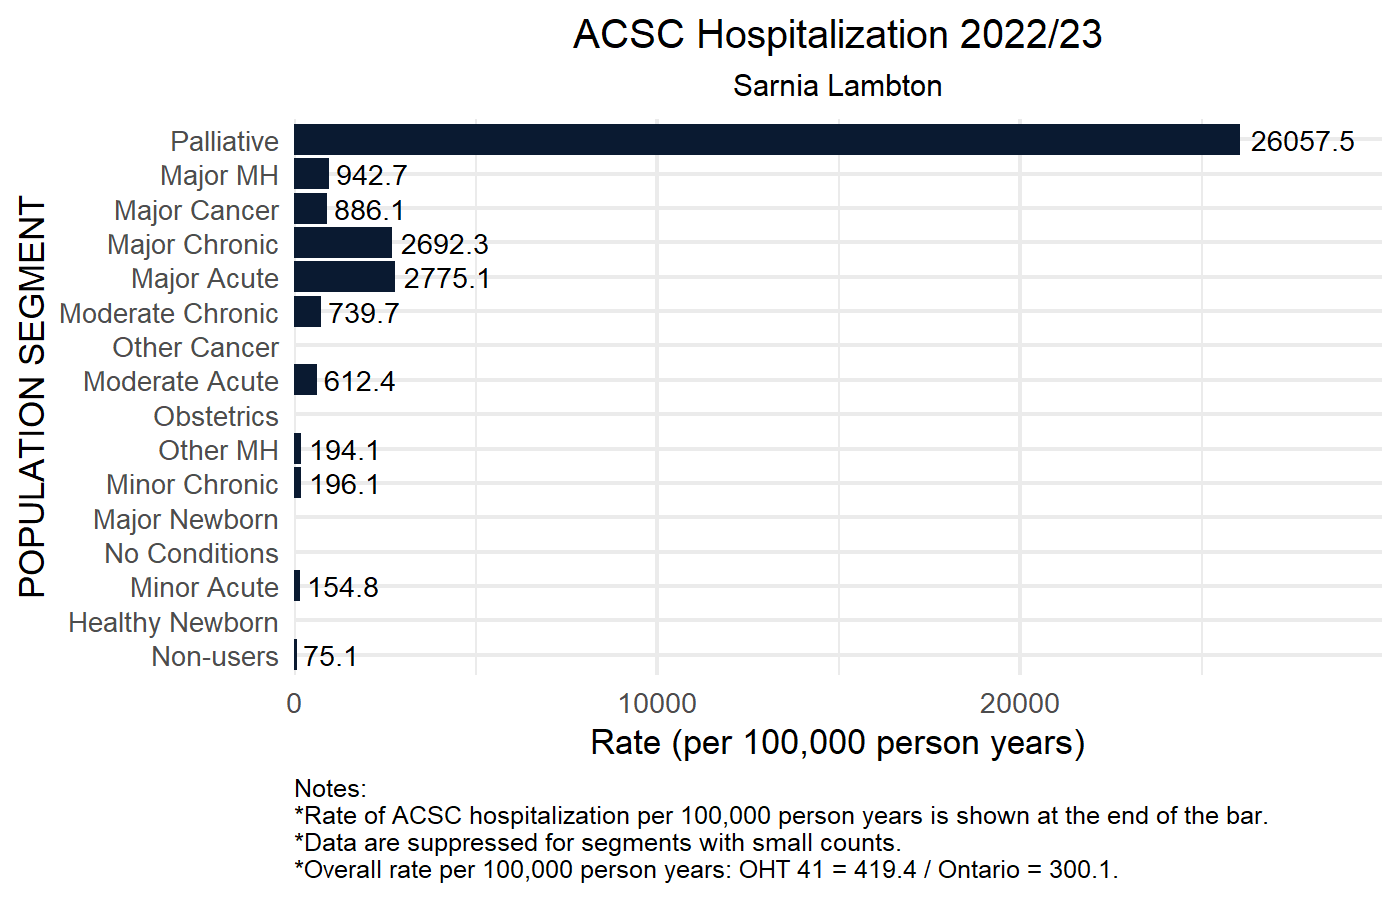 ACSC Hospitalization 2022/23
Sarnia Lambton
POPULATION SEGMENT
Palliative 26057.5
Major MH 942.7
Major Cancer 886.1
Major Chronic 2692.3
Major Acute 2775.1
Moderate Chronic 739.7
Other Cancer
Moderate Acute 612.4
Obstetrics
Other MH 194.1
Minor Chronic 196.1
Major Newborn
No Conditions
Minor Acute 154.8
Healthy Newborn
Non-users 75.1
0 10000 20000
Rate (per 100,000 person years)
Notes:
*Rate of ACSC hospitalization per 100,000 person years is shown at the end of the bar.
*Data are suppressed for segments with small counts.
*Overall rate per 100,000 person years: OHT 41 = 419.4 / Ontario = 300.1.